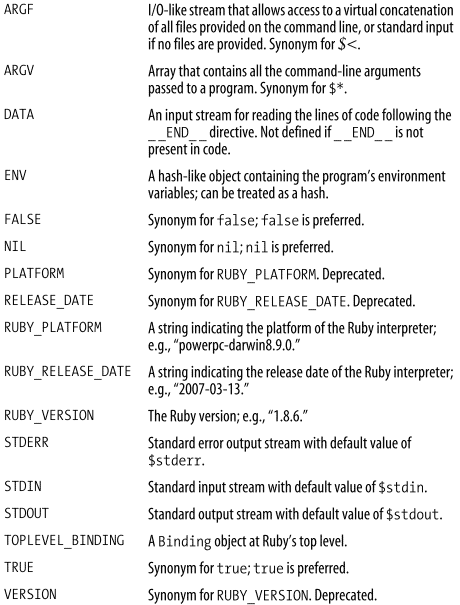 ARGF I/O-like stream that allows access to a virtual concatenation
of all files provided on the command line, or standard input
if no files are provided. Synonym for $<.
ARGV Array that contains all the command-line arguments
passed to a program. Synonym for $*.
DATA An input stream for reading the lines of code following the
__END__ directive. Not defined if __END__ is not
present in code.
ENV A hash-like object containing the program's environment
variables; can be treated as a hash.
FALSE Synonym for false; false is preferred.
NIL Synonym for nil; nil is preferred.
PLATFORM Synonym for RUBY_PLATFORM. Deprecated.
RELEASE_DATE Synonym for RUBY_RELEASE_DATE. Deprecated.
RUBY_PLATFORM A string indicating the platform of the Ruby interpreter;
e.g., “powerpc-darwin8.9.0.”
RUBY_RELEASE_DATE A string indicating the release date of the Ruby interpreter;
e.g., “2007-03-13.”
RUBY_VERSION The Ruby version; e.g., “1.8.6.”
STDERR Standard error output stream with default value of
$stderr.
STDIN Standard input stream with default value of $stdin.
STDOUT Standard output stream with default value of $stdout.
TOPLEVEL_BINDING A Binding object at Ruby's top level.
TRUE Synonym for true; true is preferred.
VERSION Synonym for RUBY_VERSION. Deprecated.